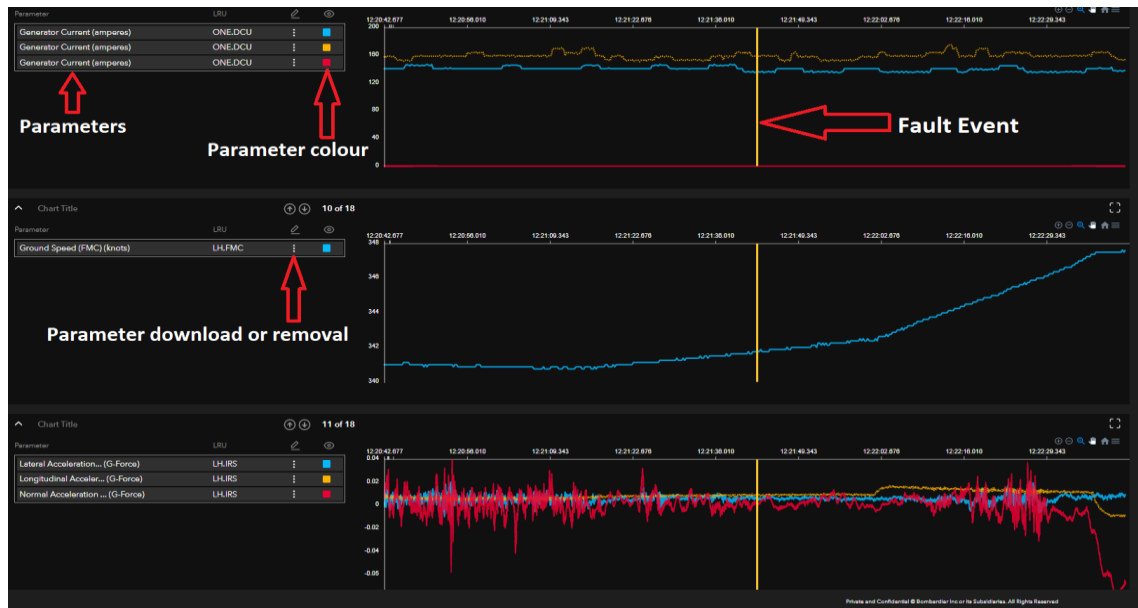 Parameter LRU
12:20:42.677 12:20:56.010 12:21:09.343 12:21:22.676 12:21:36.010 12:21:49.343 12:22:02.676 12:22:16.010 12:22:29.343
200
Generator Current (amperes) ONE.DCU
Generator Current (amperes) ONE.DCU
160
Generator Current (amperes) ONE.DCU
120
80
Parameters
Fault Event
Parameter colour
40
0
Chart Title 10 of 18
Parameter LRU
12:20:42.677 12:20:56.010 12:21:09.343 12:21:22.676 12:21:36.010 12:21:49.343 12:22:02.676 12:22:16.010 12:22:29.343
348
Ground Speed (FMC) (knots) LH.FMC
346
344
Parameter download or removal
342
340
Chart Title 11 of 18
Parameter LRU
12:20:42.677 12:20:56.010 12:21:09.343 12:21:22.676 12:21:36.010 12:21:49.343 12:22:02.676 12:22:16.010 12:22:29.343
0.04
Lateral Acceleration... (G-Force) LH.IRS
Longitudinal Acceler... (G-Force) LH.IRS
0.02
Normal Acceleration ... (G-Force) LH.IRS
0
-0.02
-0.04
-0.06
Private and Confidential © Bombardier Inc or Its Subsidiaries. All Rights Reserved